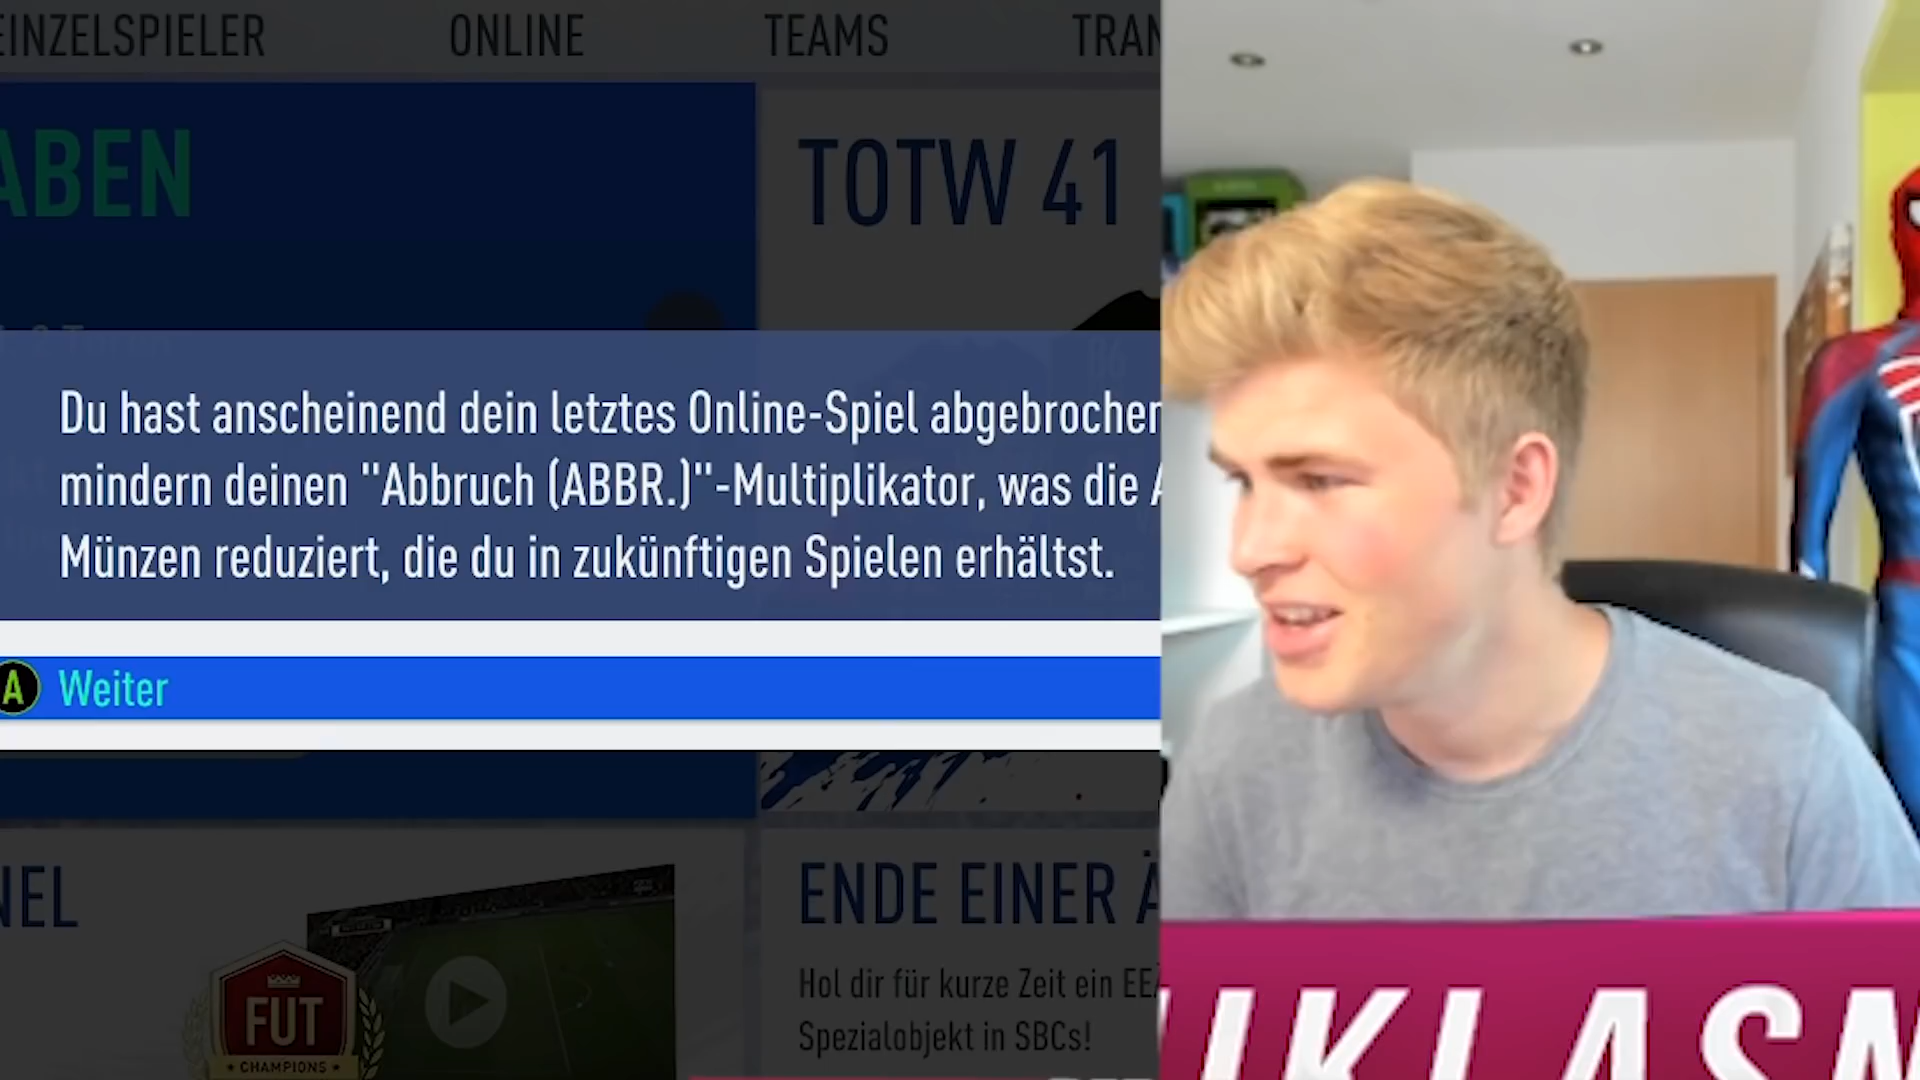 EINZELSPIELER ONLINE TEAMS TRAN
ABEN
TOTW 41
Du hast anscheinend dein letztes Online-Spiel abgebrochen
mindern deinen "Abbruch (ABBR.)"-Multiplikator, was die A
Münzen reduziert, die du in zukünftigen Spielen erhältst.
A Weiter
NEL
FUT
CHAMPIONS
ENDE EINER Ä
Hol dir für kurze Zeit ein EEA
Spezialobjekt in SBCs!
IKLASN